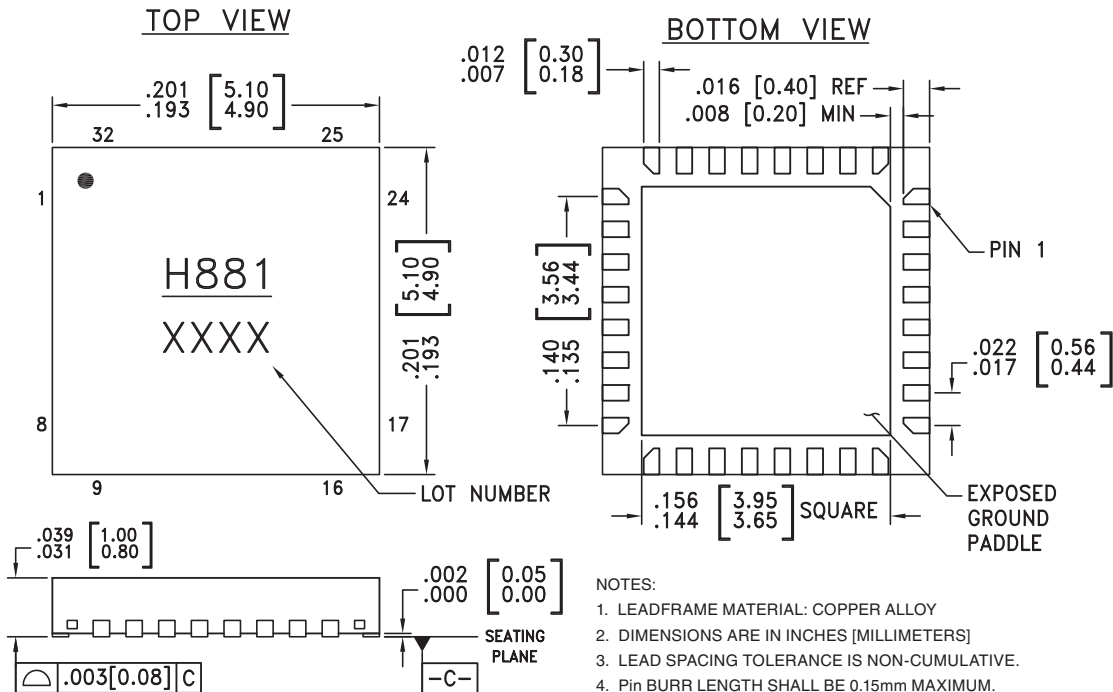 TOP VIEW
.201 [5.10]
.193 [4.90]
32 25
1 24
H881
XXXX
[5.10]
[4.90]
.201
.193
8 17
9 16
LOT NUMBER
BOTTOM VIEW
.012 [0.30]
.007 [0.18]
.016 [0.40] REF
.008 [0.20] MIN
PIN 1
[3.56]
[3.44]
.140
.135
.022 [0.56]
.017 [0.44]
.156 [3.95]
.144 [3.65] SQUARE
EXPOSED
GROUND
PADDLE
.039 [1.00]
.031 [0.80]
.002 [0.05]
.000 [0.00]
SEATING
PLANE
.003[0.08] C
-C-
NOTES:
1. LEADFRAME MATERIAL: COPPER ALLOY
2. DIMENSIONS ARE IN INCHES [MILLIMETERS]
3. LEAD SPACING TOLERANCE IS NON-CUMULATIVE.
4. Pin BURR LENGTH SHALL BE 0.15mm MAXIMUM.